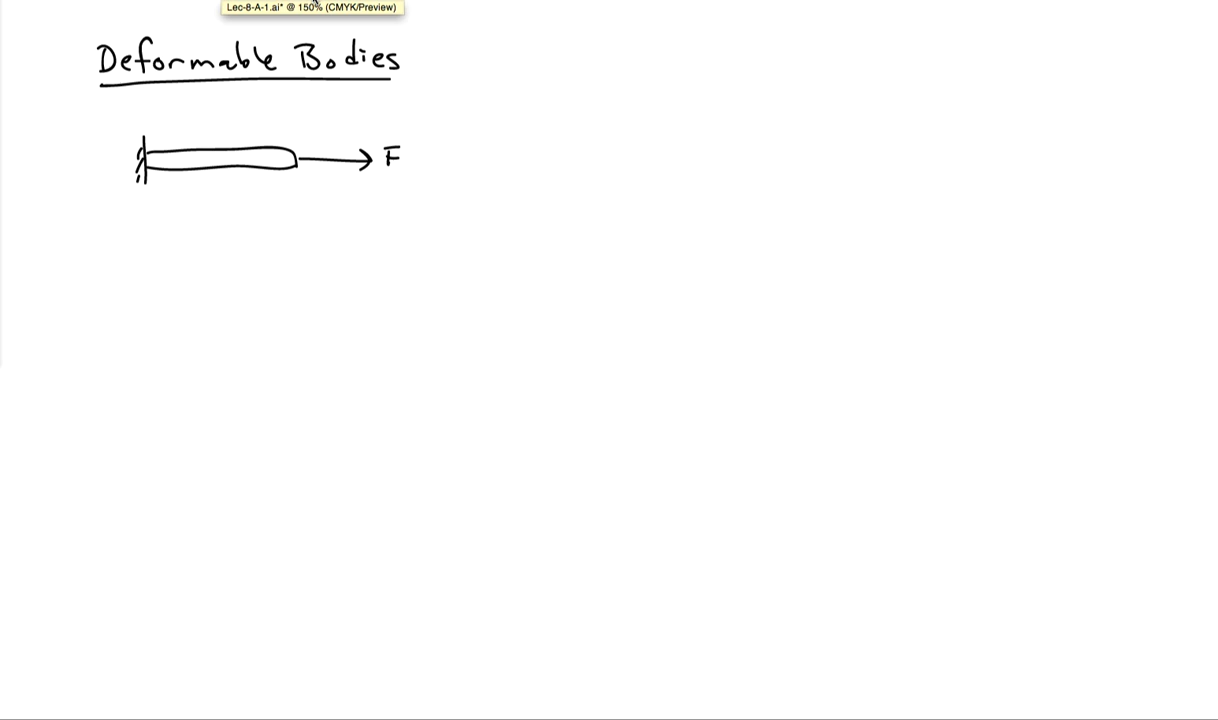 Lec-8-A-1.ai* @ 150% (CMYK/Preview)
Deformable Bodies
F